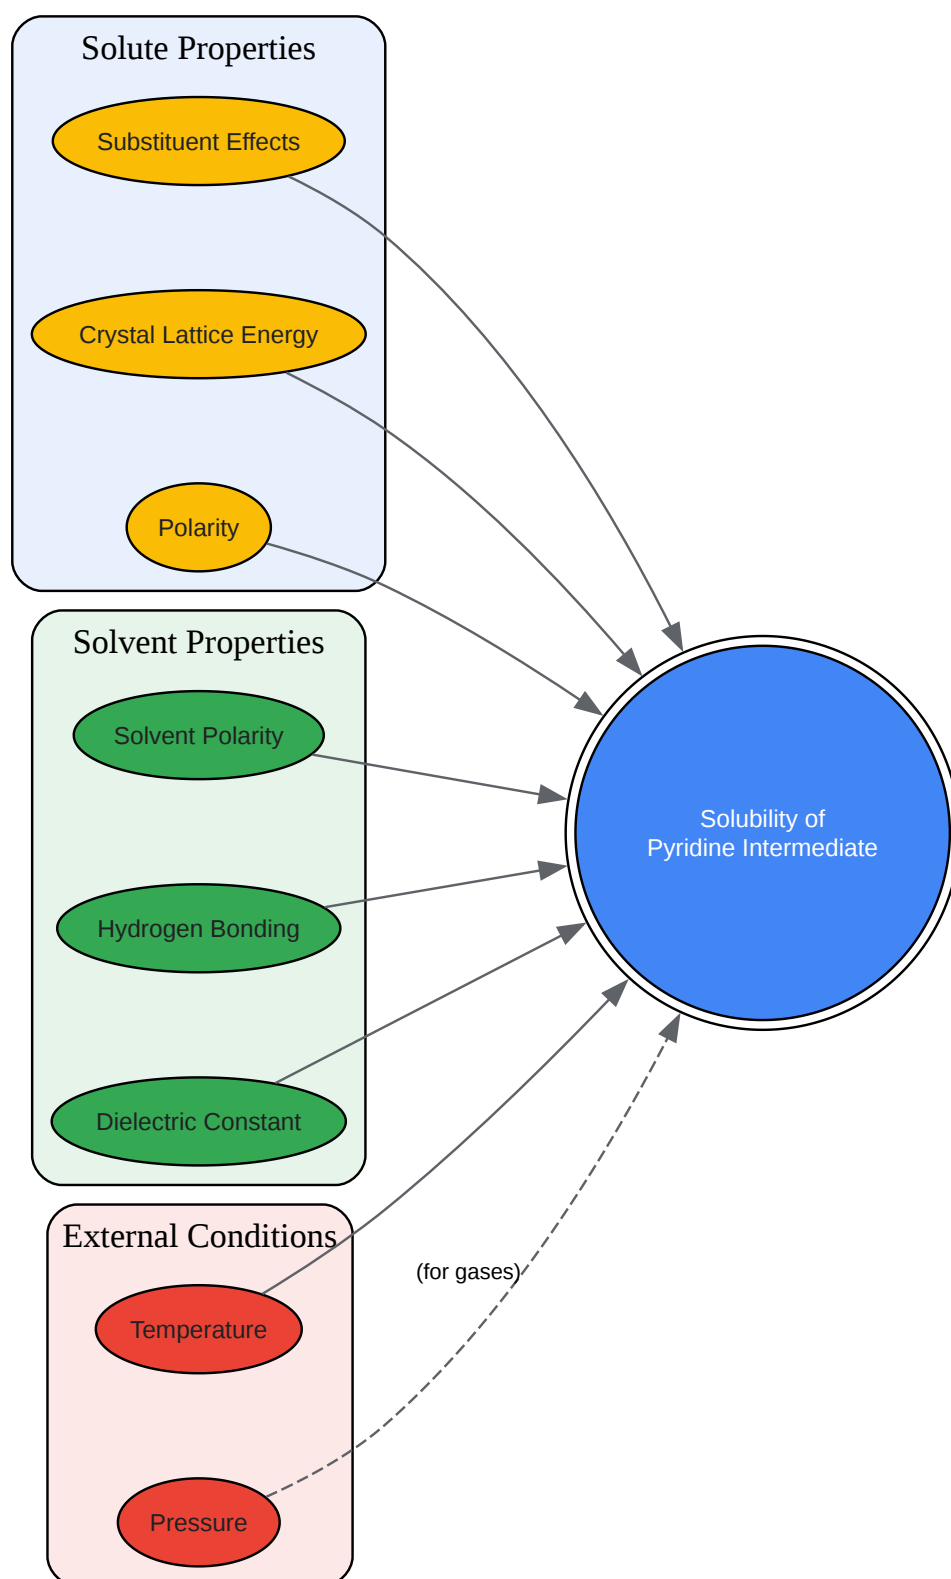 Solute Properties
Substituent Effects
Crystal Lattice Energy
Polarity
Solvent Properties
Solvent Polarity
Hydrogen Bonding
Dielectric Constant
External Conditions
Temperature
Pressure
(for gases)
Solubility of
Pyridine Intermediate